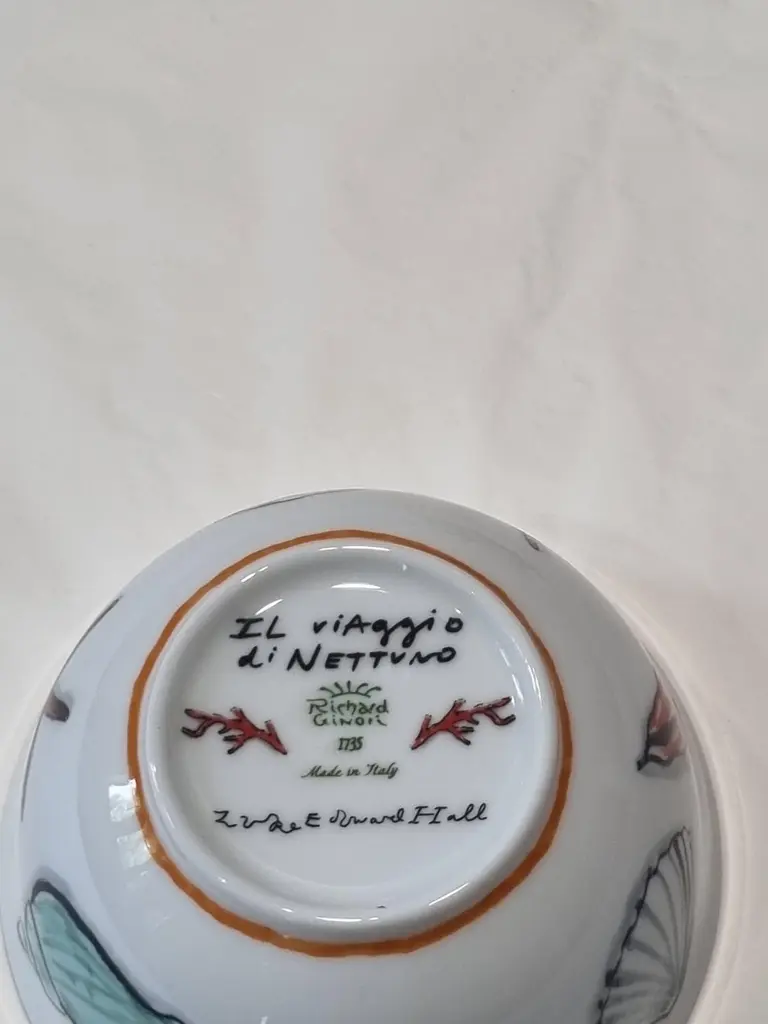 IL viAggio
di NETTUNO
Richard
GINORI
1735
Made in Italy
Luke Edward Hall